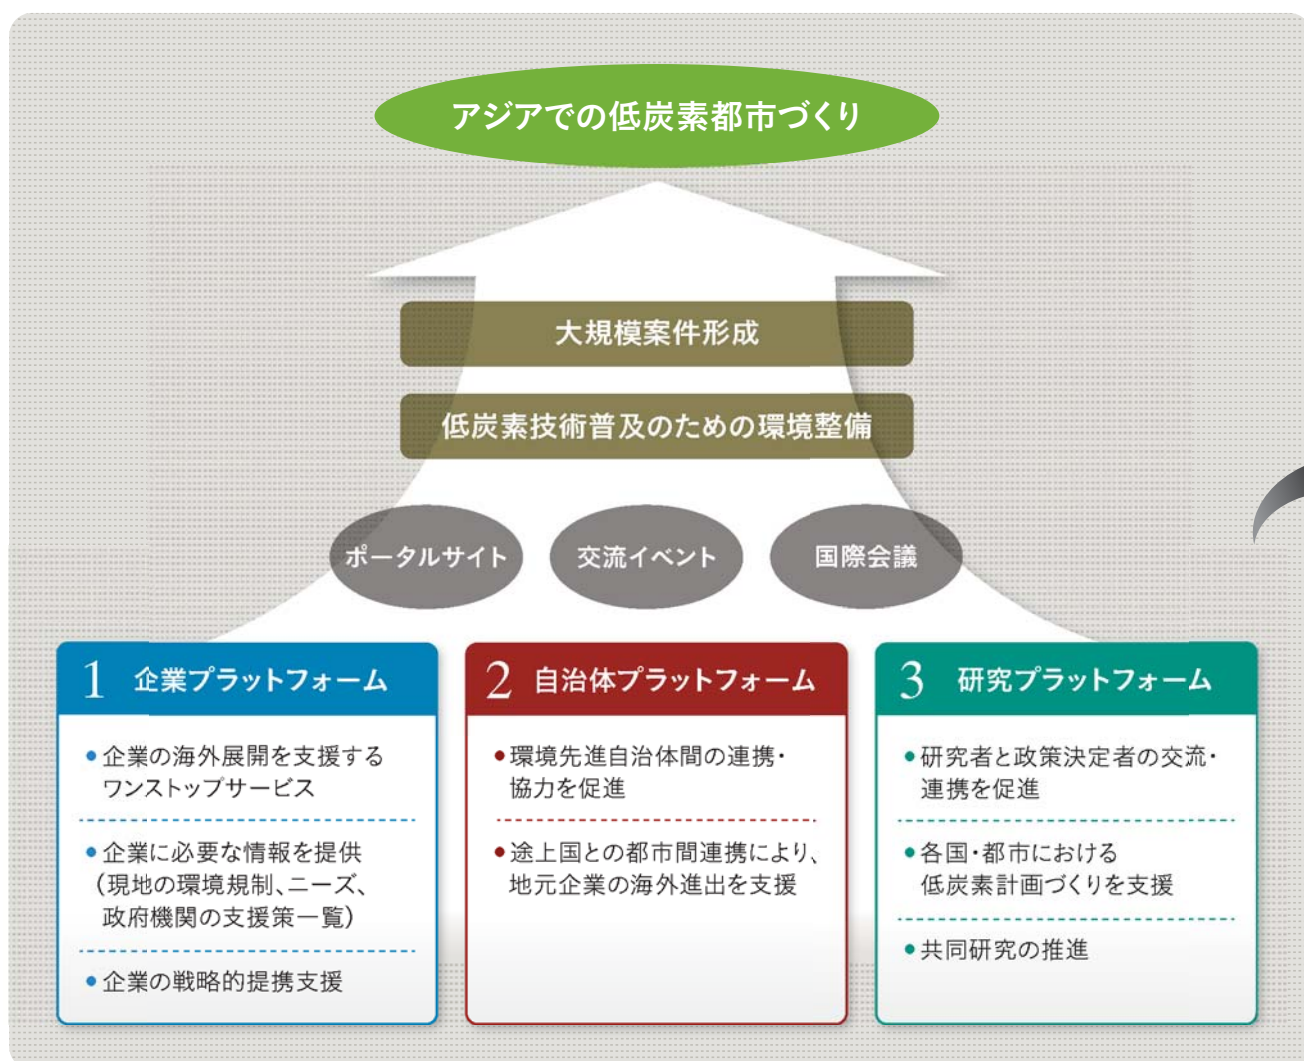 アジアでの低炭素都市づくり
大規模案件形成
低炭素技術普及のための環境整備
ポータルサイト
交流イベント
国際会議
1 企業プラットフォーム
•企業の海外展開を支援する
ワンストップサービス
•企業に必要な情報を提供
(現地の環境規制、ニーズ、
政府機関の支援策一覧)
•企業の戦略的提携支援
2 自治体プラットフォーム
•環境先進自治体間の連携・
協力を促進
•途上国との都市間連携により、
地元企業の海外進出を支援
3 研究プラットフォーム
•研究者と政策決定者の交流・
連携を促進
•各国・都市における
低炭素計画づくりを支援
•共同研究の推進